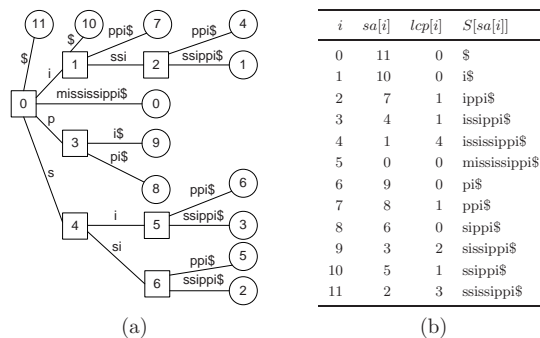 11 10 7 4
$ $ ppi$ ppi$
i 1 ssi 2 ssippi$ 1
0 mississippi$ 0
p 3 i$ 9
pi$ 8
s ppi$ 6
4 i 5 ssippi$ 3
si ppi$ 5
6 ssippi$ 2
(a)
i sa[i] lcp[i] S[sa[i]]
0 11 0 $
1 10 0 i$
2 7 1 ippi$
3 4 1 issippi$
4 1 4 ississippi$
5 0 0 mississippi$
6 9 0 pi$
7 8 1 ppi$
8 6 0 sippi$
9 3 2 sissippi$
10 5 1 ssippi$
11 2 3 ssissippi$
(b)